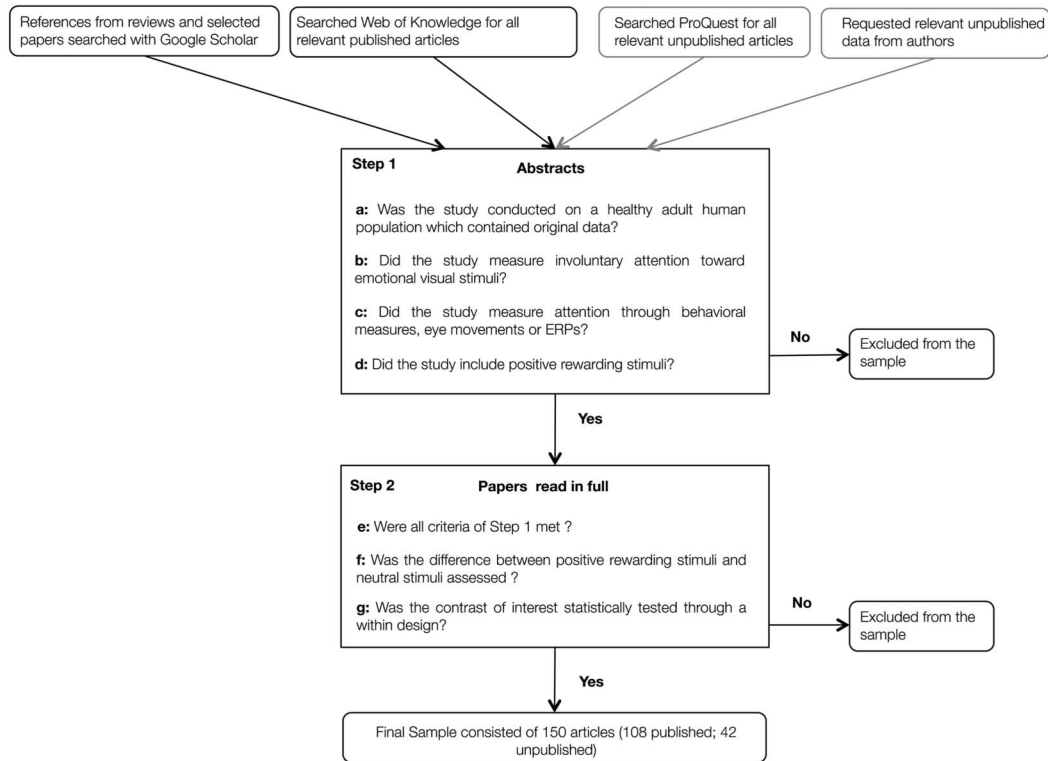 References from reviews and selected
papers searched with Google Scholar
Searched Web of Knowledge for all
relevant published articles
Searched ProQuest for all
relevant unpublished articles
Requested relevant unpublished
data from authors
Step 1
Abstracts
a: Was the study conducted on a healthy adult human
population which contained original data?
b: Did the study measure involuntary attention toward
emotional visual stimuli?
c: Did the study measure attention through behavioral
measures, eye movements or ERPs?
d: Did the study include positive rewarding stimuli?
No
Excluded from the
sample
Yes
Step 2
Papers read in full
e: Were all criteria of Step 1 met ?
f: Was the difference between positive rewarding stimuli and
neutral stimuli assessed ?
g: Was the contrast of interest statistically tested through a
within design?
No
Excluded from the
sample
Yes
Final Sample consisted of 150 articles (108 published; 42
unpublished)